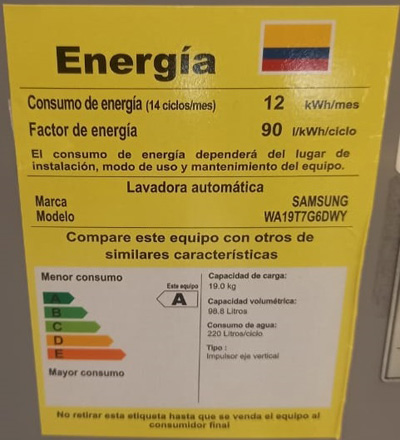 Energía
Consumo de energía (14 ciclos/mes) 12 kWh/mes
Factor de energía 90 l/kWh/ciclo
El consumo de energía dependerá del lugar de
instalación, modo de uso y mantenimiento del equipo.
Lavadora automática
Marca SAMSUNG
Modelo WA19T7G6DWY
Compare este equipo con otros de
similares características
Menor consumo
Este equipo
A
A
B
C
D
E
Mayor consumo
Capacidad de carga:
19.0 kg
Capacidad volumétrica:
98.8 Litros
Consumo de agua:
220 Litros/ciclo
Tipo :
Impulsor eje vertical
No retirar esta etiqueta hasta que se venda el equipo al
consumidor final